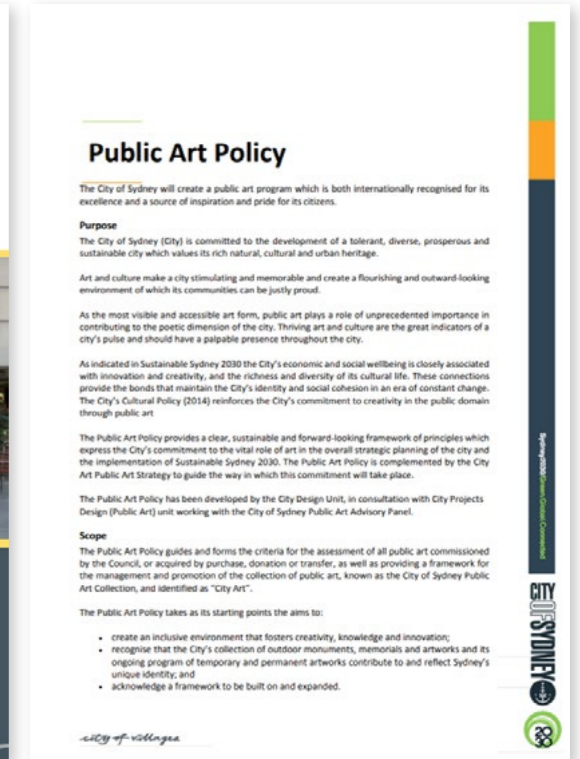 Public Art Policy
The City of Sydney will create a public art program which is both internationally recognised for its
excellence and a source of inspiration and pride for its citizens.
Purpose
The City of Sydney (City) is committed to the development of a tolerant, diverse, prosperous and
sustainable city which values its rich natural, cultural and urban heritage.
Art and culture make a city stimulating and memorable and create a flourishing and outward-looking
environment of which its communities can be justly proud.
As the most visible and accessible art form, public art plays a role of unprecedented importance in
contributing to the poetic dimension of the city. Thriving art and culture are the great indicators of a
city's pulse and should have a palpable presence throughout the city.
As indicated in Sustainable Sydney 2030 the City's economic and social wellbeing is closely associated
with innovation and creativity, and the richness and diversity of its cultural life. These connections
provide the bonds that maintain the City's identity and social cohesion in an era of constant change.
The City's Cultural Policy (2014) reinforces the City's commitment to creativity in the public domain
through public art
The Public Art Policy provides a clear, sustainable and forward-looking framework of principles which
express the City's commitment to the vital role of art in the overall strategic planning of the city and
the implementation of Sustainable Sydney 2030. The Public Art Policy is complemented by the City
Art Public Art Strategy to guide the way in which this commitment will take place.
The Public Art Policy has been developed by the City Design Unit, in consultation with City Projects
Design (Public Art) unit working with the City of Sydney Public Art Advisory Panel.
Scope
The Public Art Policy guides and forms the criteria for the assessment of all public art commissioned
by the Council, or acquired by purchase, donation or transfer, as well as providing a framework for
the management and promotion of the collection of public art, known as the City of Sydney Public
Art Collection, and identified as "City Art".
The Public Art Policy takes as its starting points the aims to:
• create an inclusive environment that fosters creativity, knowledge and innovation;
• recognise that the City's collection of outdoor monuments, memorials and artworks and its
ongoing program of temporary and permanent artworks contribute to and reflect Sydney's
unique identity; and
• acknowledge a framework to be built on and expanded.
city of villages
Sydney2030/Green/Global/Connected
CITY OF SYDNEY
2030